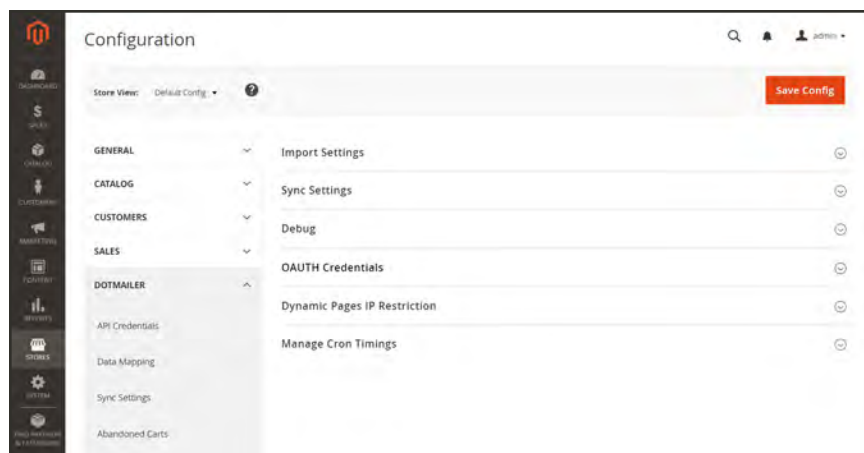 Configuration
admin
DASHBOARD
Store View: Default Config
Save Config
SALES
GENERAL
Import Settings
CATALOG
CATALOG
Sync Settings
CUSTOMERS
CUSTOMERS
Debug
MARKETING
SALES
OAUTH Credentials
CONTENT
DOTMAILER
Dynamic Pages IP Restriction
REPORTS
API Credentials
Manage Cron Timings
STORES
Data Mapping
SYSTEM
Sync Settings
Abandoned Carts
& EXTENSIONS